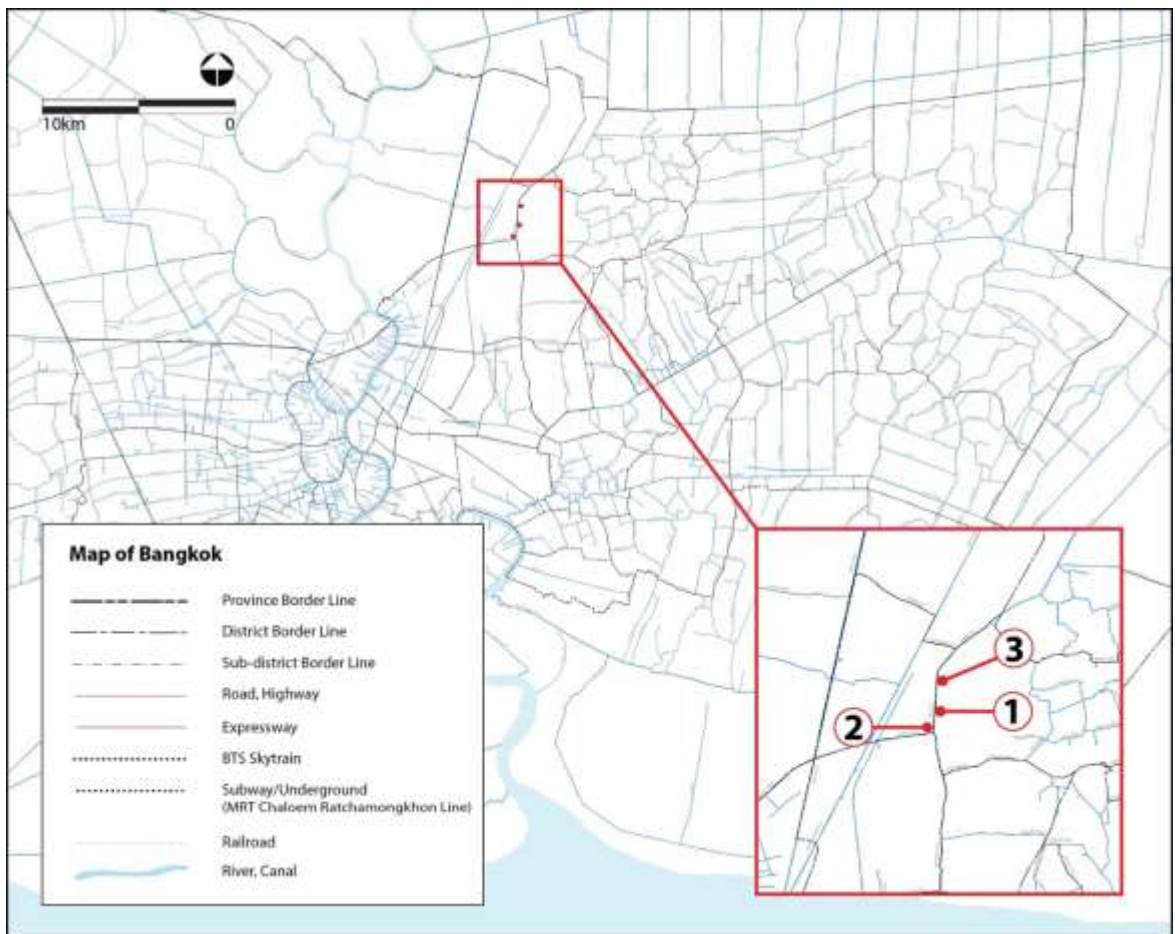 10km 0
Map of Bangkok
Province Border Line
District Border Line
Sub-district Border Line
Road, Highway
Expressway
BTS Skytrain
Subway/Underground
(MRT Chaloem Ratchamongkhon Line)
Railroad
River, Canal
3
1
2